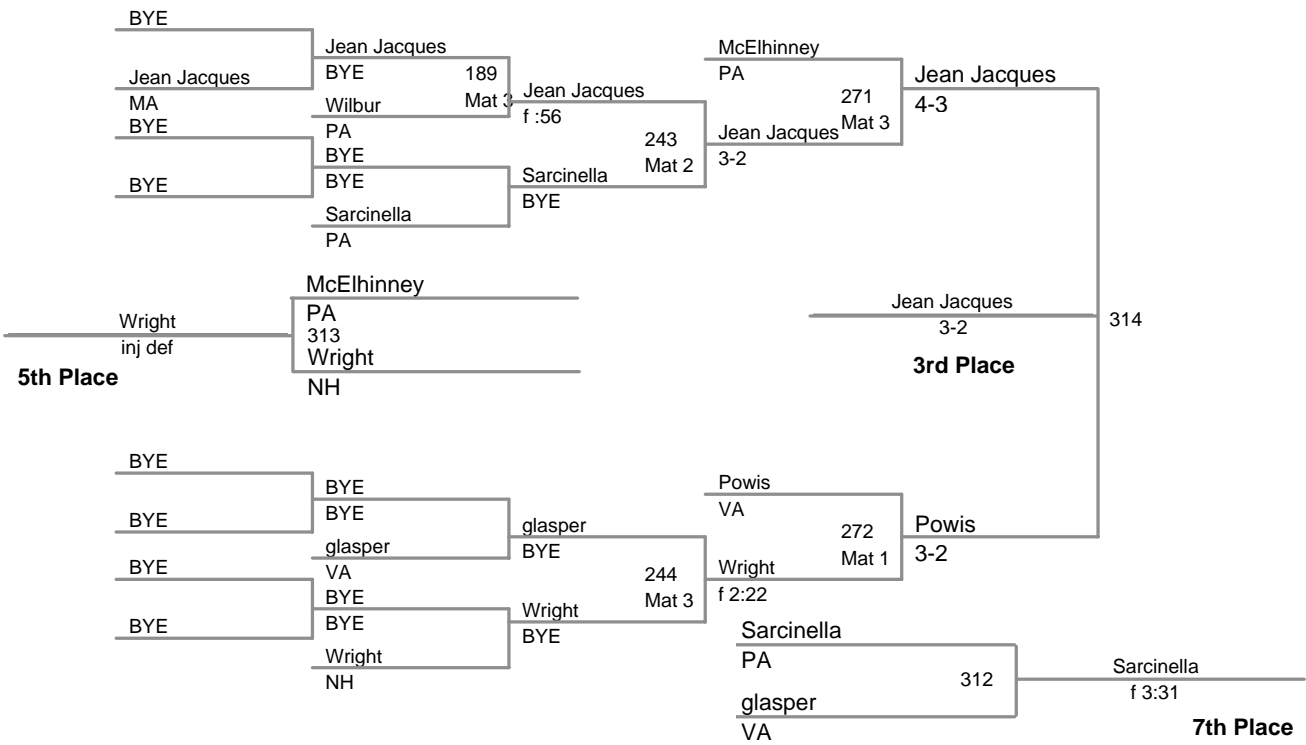 BYE
Jean Jacques
MA
BYE
BYE
Jean Jacques
BYE
189
Mat 3
Wilbur
PA
BYE
BYE
Sarcinella
PA
Jean Jacques
f :56
243
Mat 2
Sarcinella
BYE
McElhinney
PA
271
Mat 3
Jean Jacques
3-2
Jean Jacques
4-3
McElhinney
PA
313
Wright
NH
Wright
inj def
5th Place
Jean Jacques
3-2
3rd Place
314
BYE
BYE
BYE
BYE
BYE
BYE
glasper
VA
BYE
BYE
Wright
NH
glasper
BYE
244
Mat 3
Wright
BYE
Powis
VA
272
Mat 1
Wright
f 2:22
Powis
3-2
Sarcinella
PA
312
glasper
VA
Sarcinella
f 3:31
7th Place